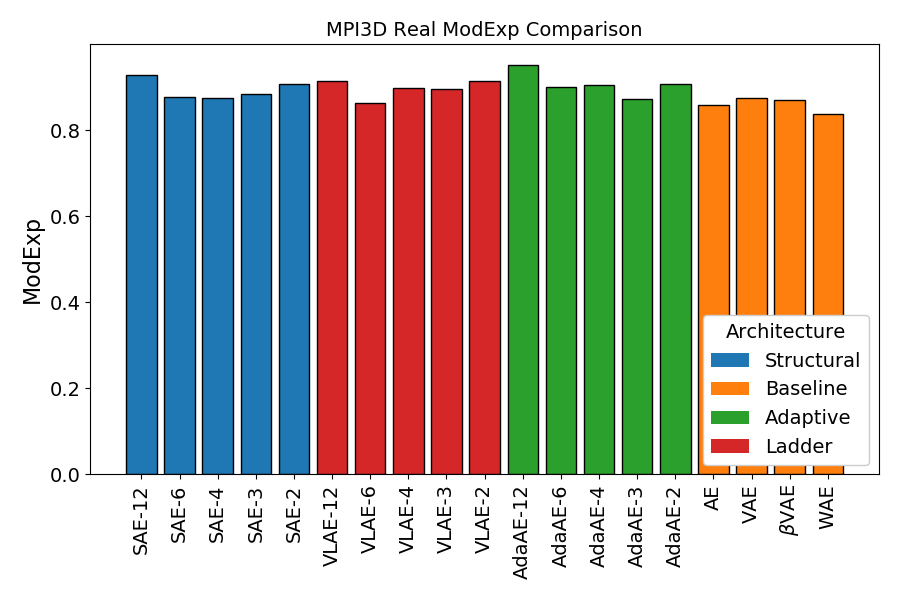 MPI3D Real ModExp Comparison
ModExp
0.8
0.6
0.4
0.2
0.0
Architecture
Structural
Baseline
Adaptive
Ladder
SAE-12
SAE-6
SAE-4
SAE-3
SAE-2
VLAE-12
VLAE-6
VLAE-4
VLAE-3
VLAE-2
AdaAE-12
AdaAE-6
AdaAE-4
AdaAE-3
AdaAE-2
AE
VAE
βVAE
WAE